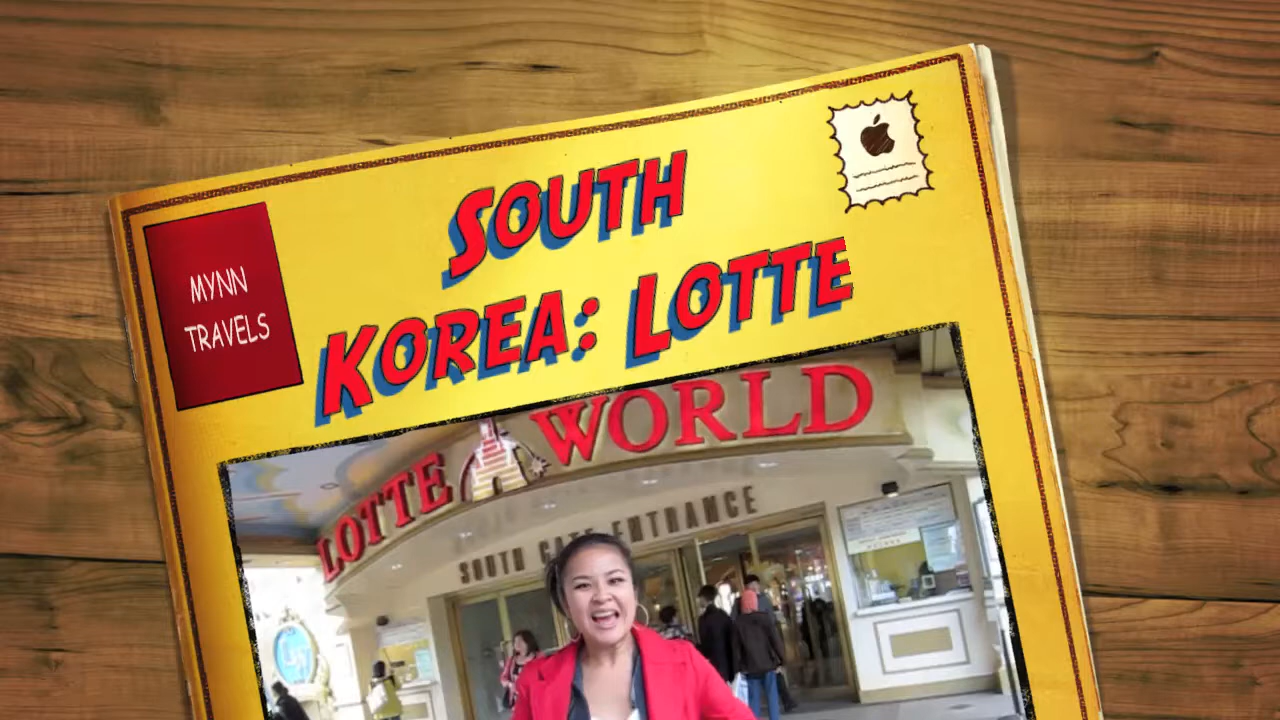 SOUTH
KOREA: LOTTE
MYNN
TRAVELS
LOTTE WORLD
SOUTH GATE ENTRANCE